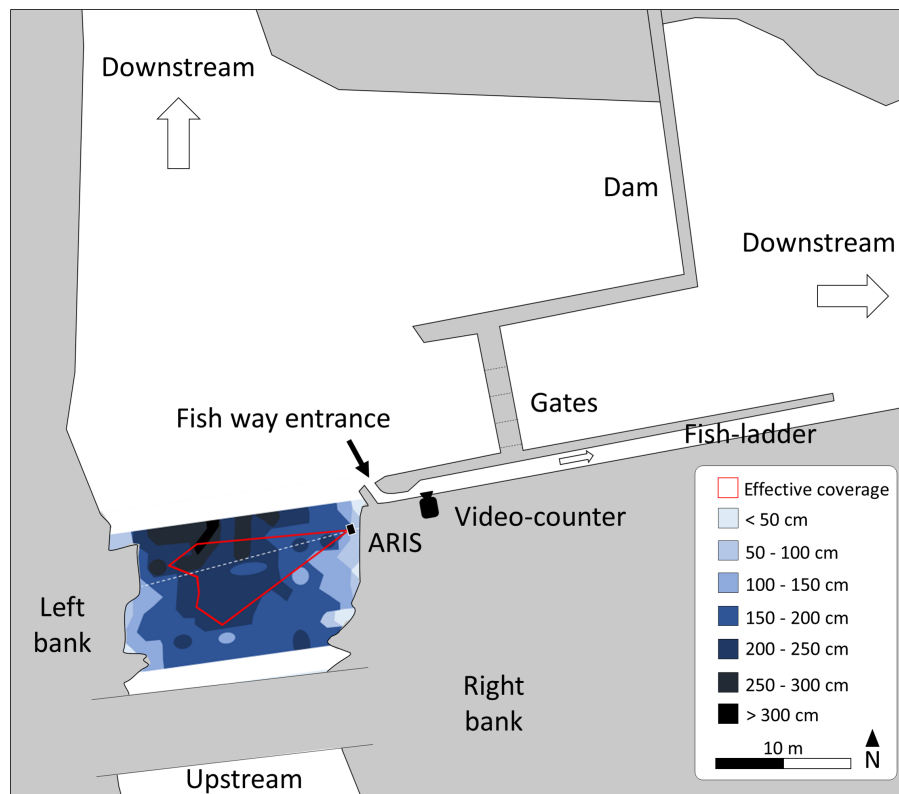 Downstream
Dam
Downstream
Gates
Fish way entrance
Fish-ladder
Video-counter
ARIS
Left
bank
Right
bank
Upstream
Effective coverage
< 50 cm
50 - 100 cm
100 - 150 cm
150 - 200 cm
200 - 250 cm
250 - 300 cm
> 300 cm
10 m
N